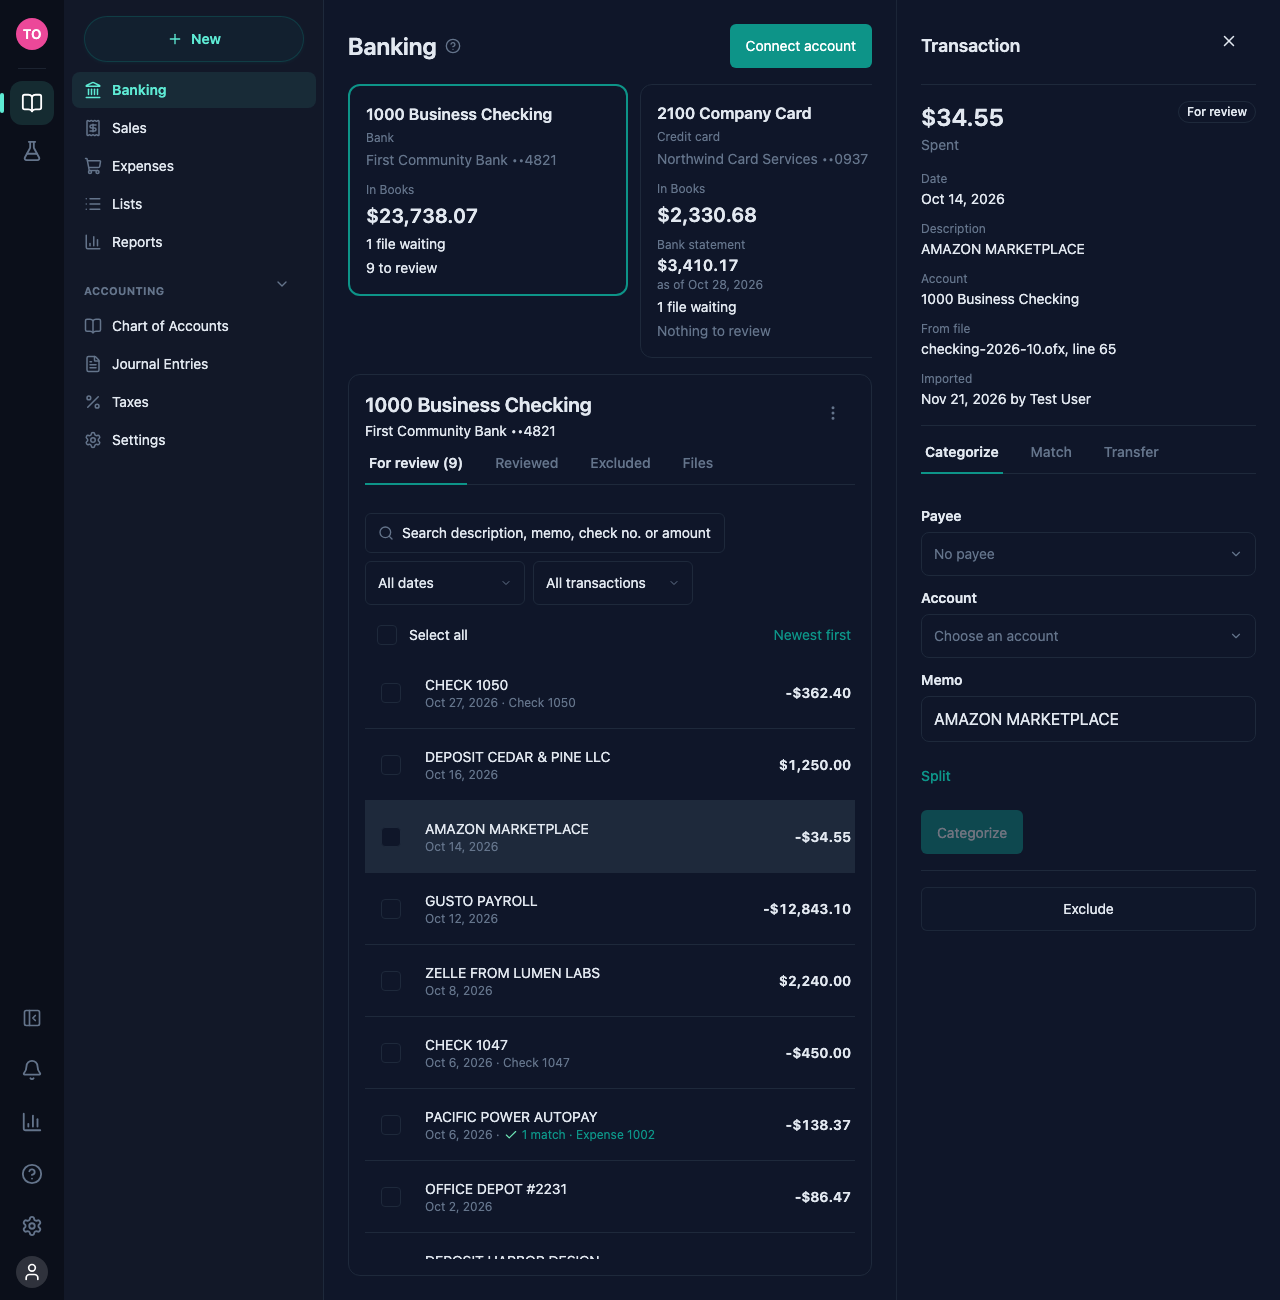 TO
New
Banking
Sales
Expenses
Lists
Reports
ACCOUNTING
Chart of Accounts
Journal Entries
Taxes
Settings
Banking
Connect account
1000 Business Checking
Bank
First Community Bank ••4821
In Books
$23,738.07
1 file waiting
9 to review
2100 Company Card
Credit card
Northwind Card Services ••0937
In Books
$2,330.68
Bank statement
$3,410.17
as of Oct 28, 2026
1 file waiting
Nothing to review
1000 Business Checking
First Community Bank ••4821
For review (9) Reviewed Excluded Files
Search description, memo, check no. or amount
All dates All transactions
Select all Newest first
CHECK 1050
Oct 27, 2026 · Check 1050
-$362.40
DEPOSIT CEDAR & PINE LLC
Oct 16, 2026
$1,250.00
AMAZON MARKETPLACE
Oct 14, 2026
-$34.55
GUSTO PAYROLL
Oct 12, 2026
-$12,843.10
ZELLE FROM LUMEN LABS
Oct 8, 2026
$2,240.00
CHECK 1047
Oct 6, 2026 · Check 1047
-$450.00
PACIFIC POWER AUTOPAY
Oct 6, 2026 · 1 match · Expense 1002
-$138.37
OFFICE DEPOT #2231
Oct 2, 2026
-$86.47
DEPOSIT HARBOR DESIGN
Transaction
$34.55
For review
Spent
Date
Oct 14, 2026
Description
AMAZON MARKETPLACE
Account
1000 Business Checking
From file
checking-2026-10.ofx, line 65
Imported
Nov 21, 2026 by Test User
Categorize Match Transfer
Payee
No payee
Account
Choose an account
Memo
AMAZON MARKETPLACE
Split
Categorize
Exclude